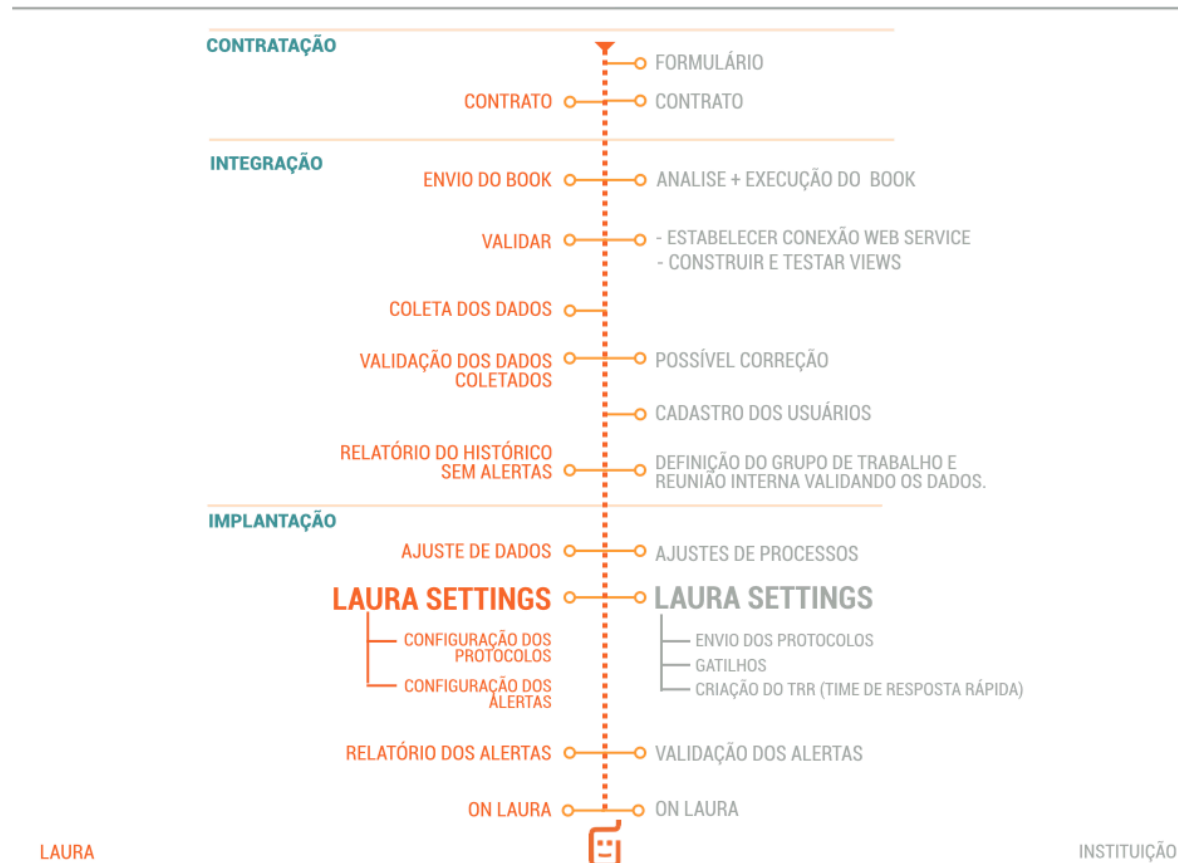 CONTRATAÇÃO
FORMULÁRIO
CONTRATO
CONTRATO
INTEGRAÇÃO
ENVIO DO BOOK
ANALISE + EXECUÇÃO DO BOOK
VALIDAR
- ESTABELECER CONEXÃO WEB SERVICE
- CONSTRUIR E TESTAR VIEWS
COLETA DOS DADOS
VALIDAÇÃO DOS DADOS
COLETADOS
POSSÍVEL CORREÇÃO
CADASTRO DOS USUÁRIOS
RELATÓRIO DO HISTÓRICO
SEM ALERTAS
DEFINIÇÃO DO GRUPO DE TRABALHO E
REUNIÃO INTERNA VALIDANDO OS DADOS.
IMPLANTAÇÃO
AJUSTE DE DADOS
AJUSTES DE PROCESSOS
LAURA SETTINGS
LAURA SETTINGS
CONFIGURAÇÃO DOS
PROTOCOLOS
CONFIGURAÇÃO DOS
ALERTAS
ENVIO DOS PROTOCOLOS
GATILHOS
CRIAÇÃO DO TRR (TIME DE RESPOSTA RÁPIDA)
RELATÓRIO DOS ALERTAS
VALIDAÇÃO DOS ALERTAS
ON LAURA
ON LAURA
LAURA
INSTITUIÇÃO